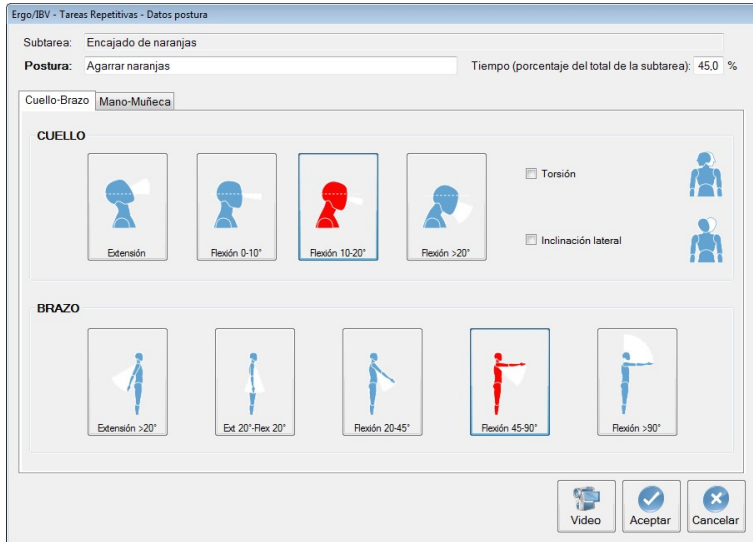 Ergo/IBV - Tareas Repetitivas - Datos postura
Subtarea: Encajado de naranjas
Postura: Agarrar naranjas Tiempo (porcentaje del total de la subtarea): 45,0 %
Cuello-Brazo Mano-Muñeca
CUELLO
Torsión
Inclinación lateral
Extensión Flexión 0-10° Flexión 10-20° Flexión >20°
BRAZO
Extensión >20° Ext 20°-Flex 20° Flexión 20-45° Flexión 45-90° Flexión >90°
Video Aceptar Cancelar